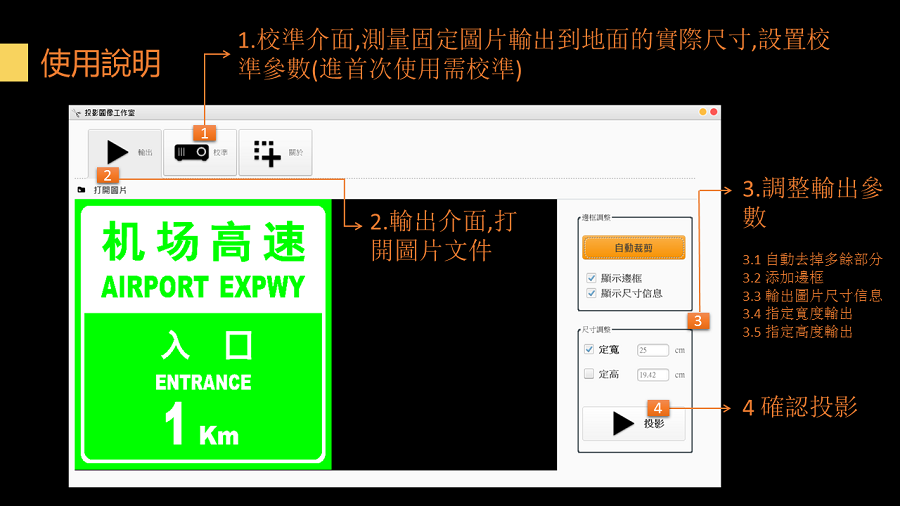 使用說明
1.校準介面,測量固定圖片輸出到地面的實際尺寸,設置校
準參數(進首次使用需校準)
投影圖像工作室
輸出
1
校準
關於
2
打開圖片
机场高速
AIRPORT EXPWY
入 口
ENTRANCE
1 Km
2.輸出介面,打
開圖片文件
邊框調整
自動裁剪
顯示邊框
顯示尺寸信息
3
尺寸調整
定寬 25 cm
定高 19.42 cm
4
投影
3.調整輸出參
數
3.1 自動去掉多餘部分
3.2 添加邊框
3.3 輸出圖片尺寸信息
3.4 指定寬度輸出
3.5 指定高度輸出
4 確認投影